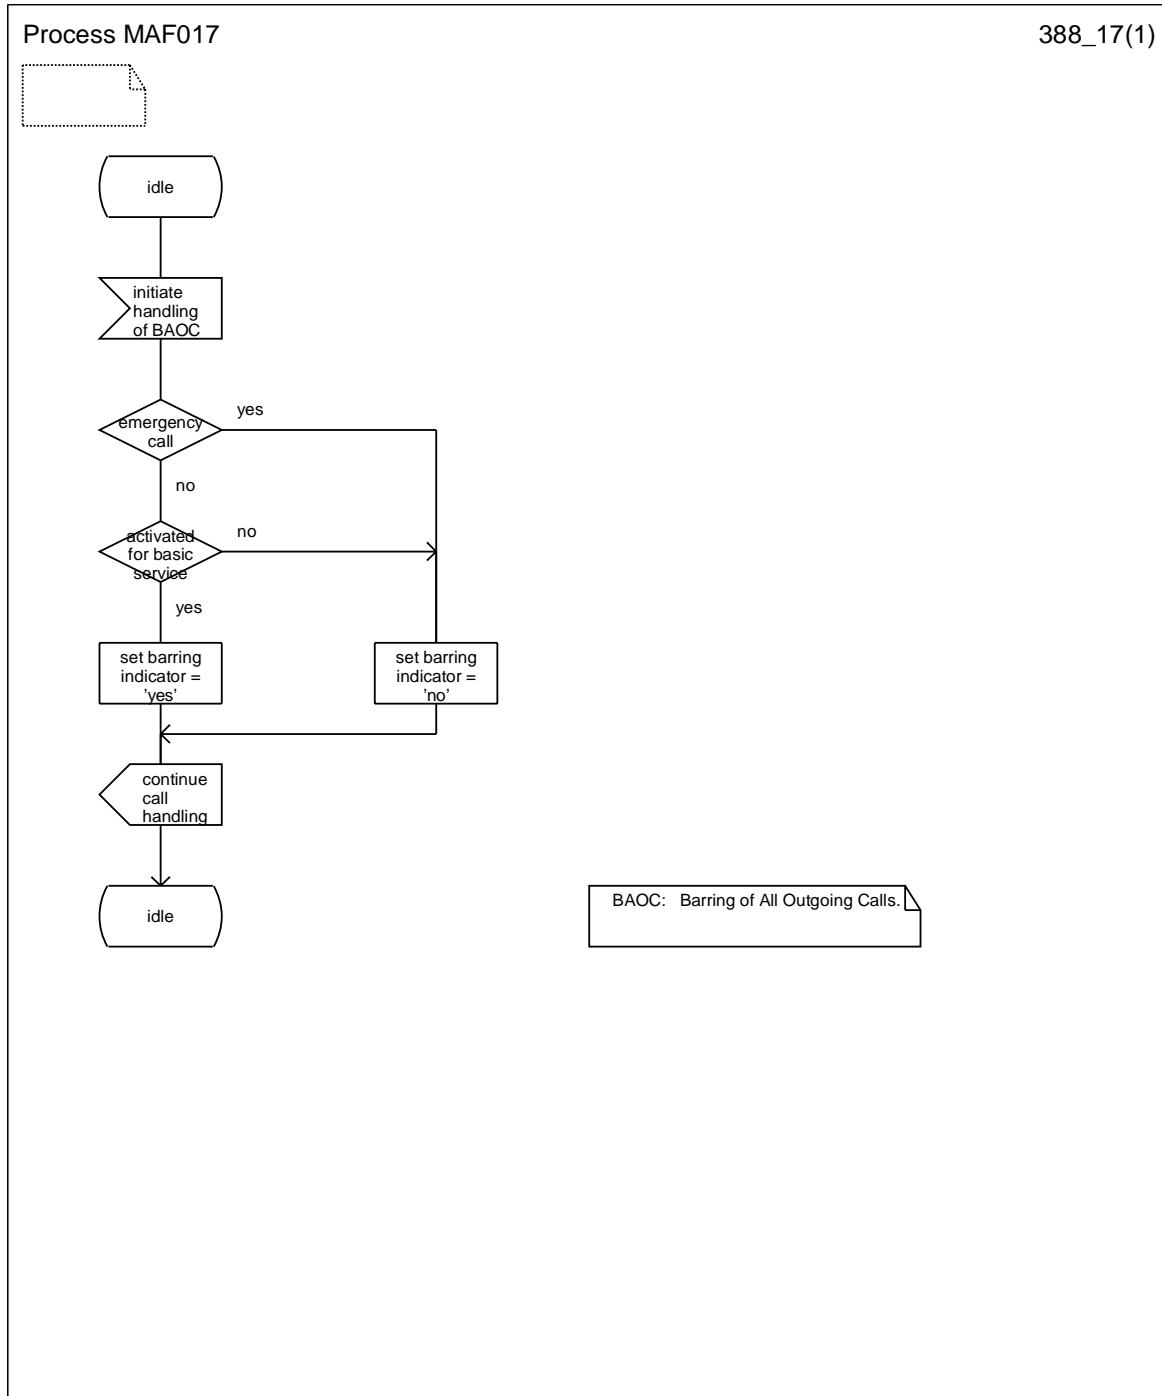 Process MAF017
388_17(1)
idle
initiate
handling
of BAOC
emergency
call
yes
no
activated
for basic
service
no
yes
set barring
indicator =
’yes’
set barring
indicator =
’no’
continue
call
handling
idle
BAOC: Barring of All Outgoing Calls.